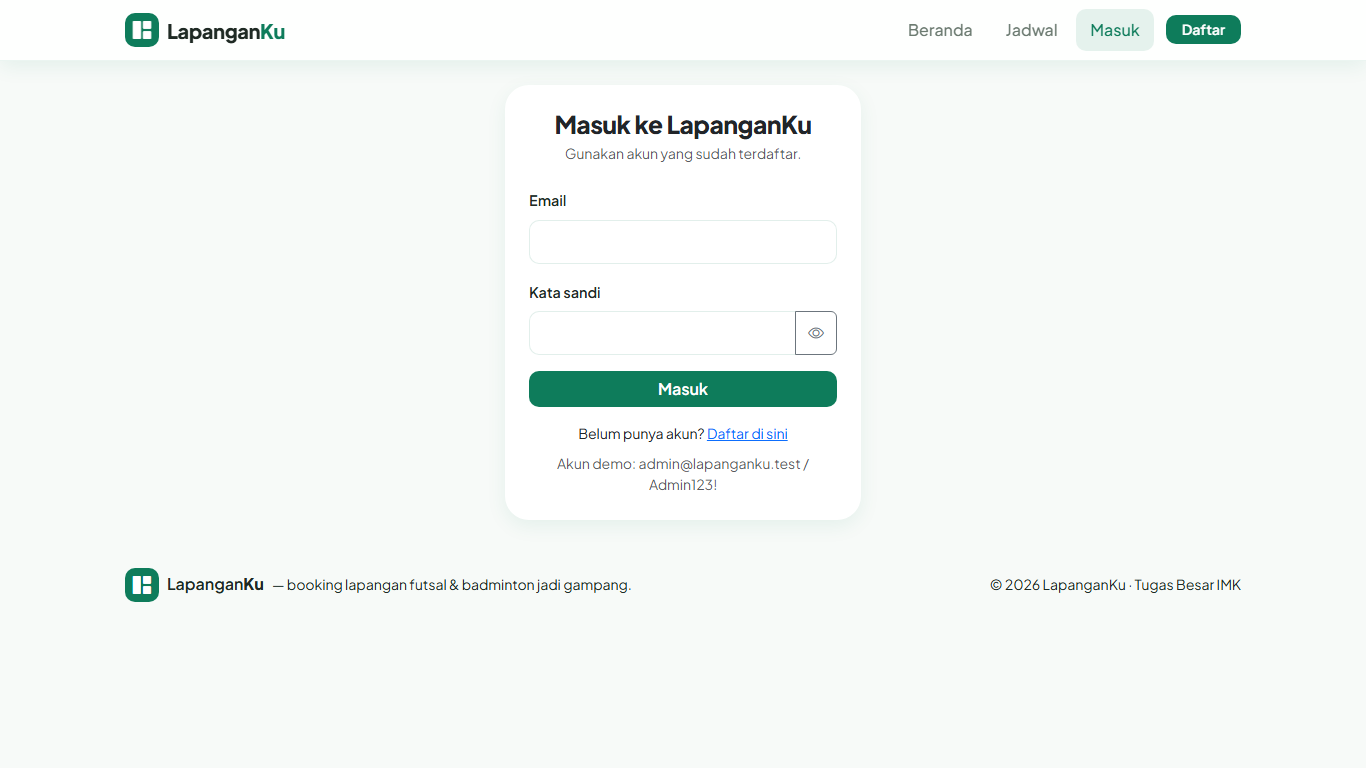 LapanganKu
Beranda
Jadwal
Masuk
Daftar
Masuk ke LapanganKu
Gunakan akun yang sudah terdaftar.
Email
Kata sandi
Masuk
Belum punya akun? Daftar di sini
Akun demo: admin@lapanganku.test /
Admin123!
LapanganKu — booking lapangan futsal & badminton jadi gampang.
© 2026 LapanganKu · Tugas Besar IMK